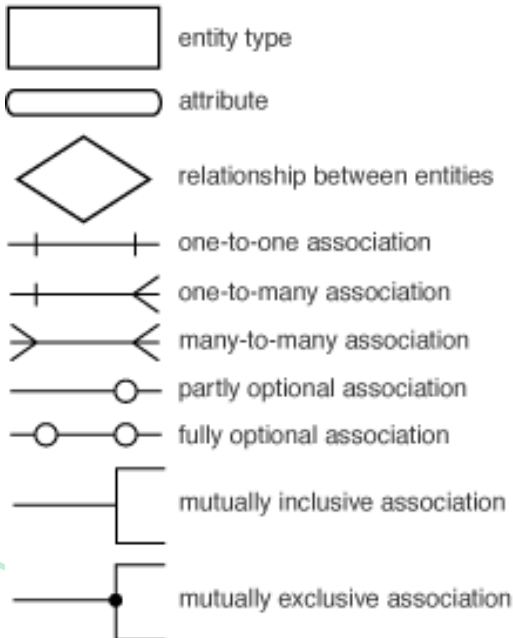 entity type
attribute
relationship between entities
one-to-one association
one-to-many association
many-to-many association
partly optional association
fully optional association
mutually inclusive association
mutually exclusive association